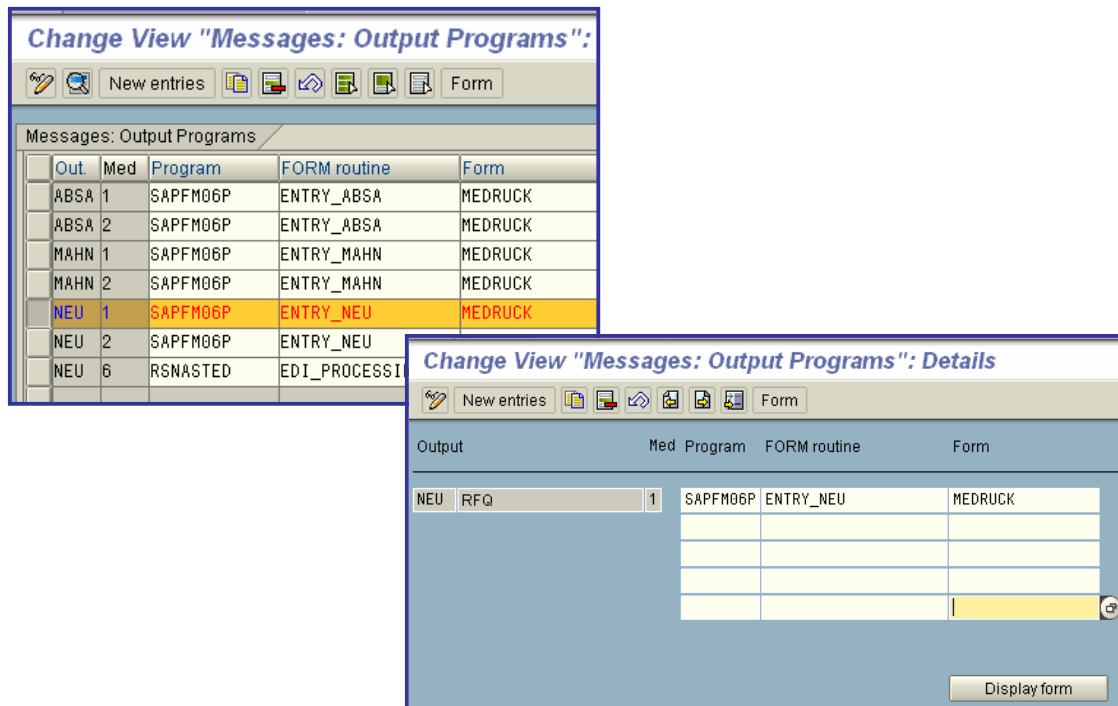 Change View "Messages: Output Programs":
New entries Form
Messages: Output Programs
Out. Med Program FORM routine Form
ABSA 1 SAPFM06P ENTRY_ABSA MEDRUCK
ABSA 2 SAPFM06P ENTRY_ABSA MEDRUCK
MAHN 1 SAPFM06P ENTRY_MAHN MEDRUCK
MAHN 2 SAPFM06P ENTRY_MAHN MEDRUCK
NEU 1 SAPFM06P ENTRY_NEU MEDRUCK
NEU 2 SAPFM06P ENTRY_NEU
NEU 6 RSNASTED
Change View "Messages: Output Programs": Details
New entries Form
Output Med Program FORM routine Form
NEU RFQ 1 SAPFM06P ENTRY_NEU MEDRUCK
Display form